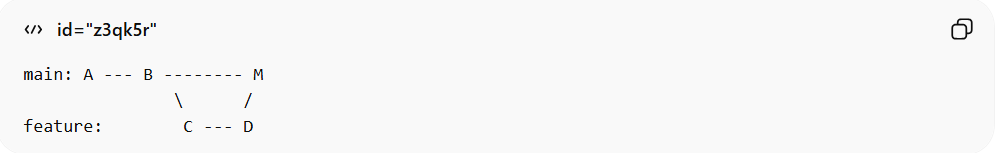 </> id="z3qk5r"
main: A --- B -------- M
               \      /
feature:        C --- D